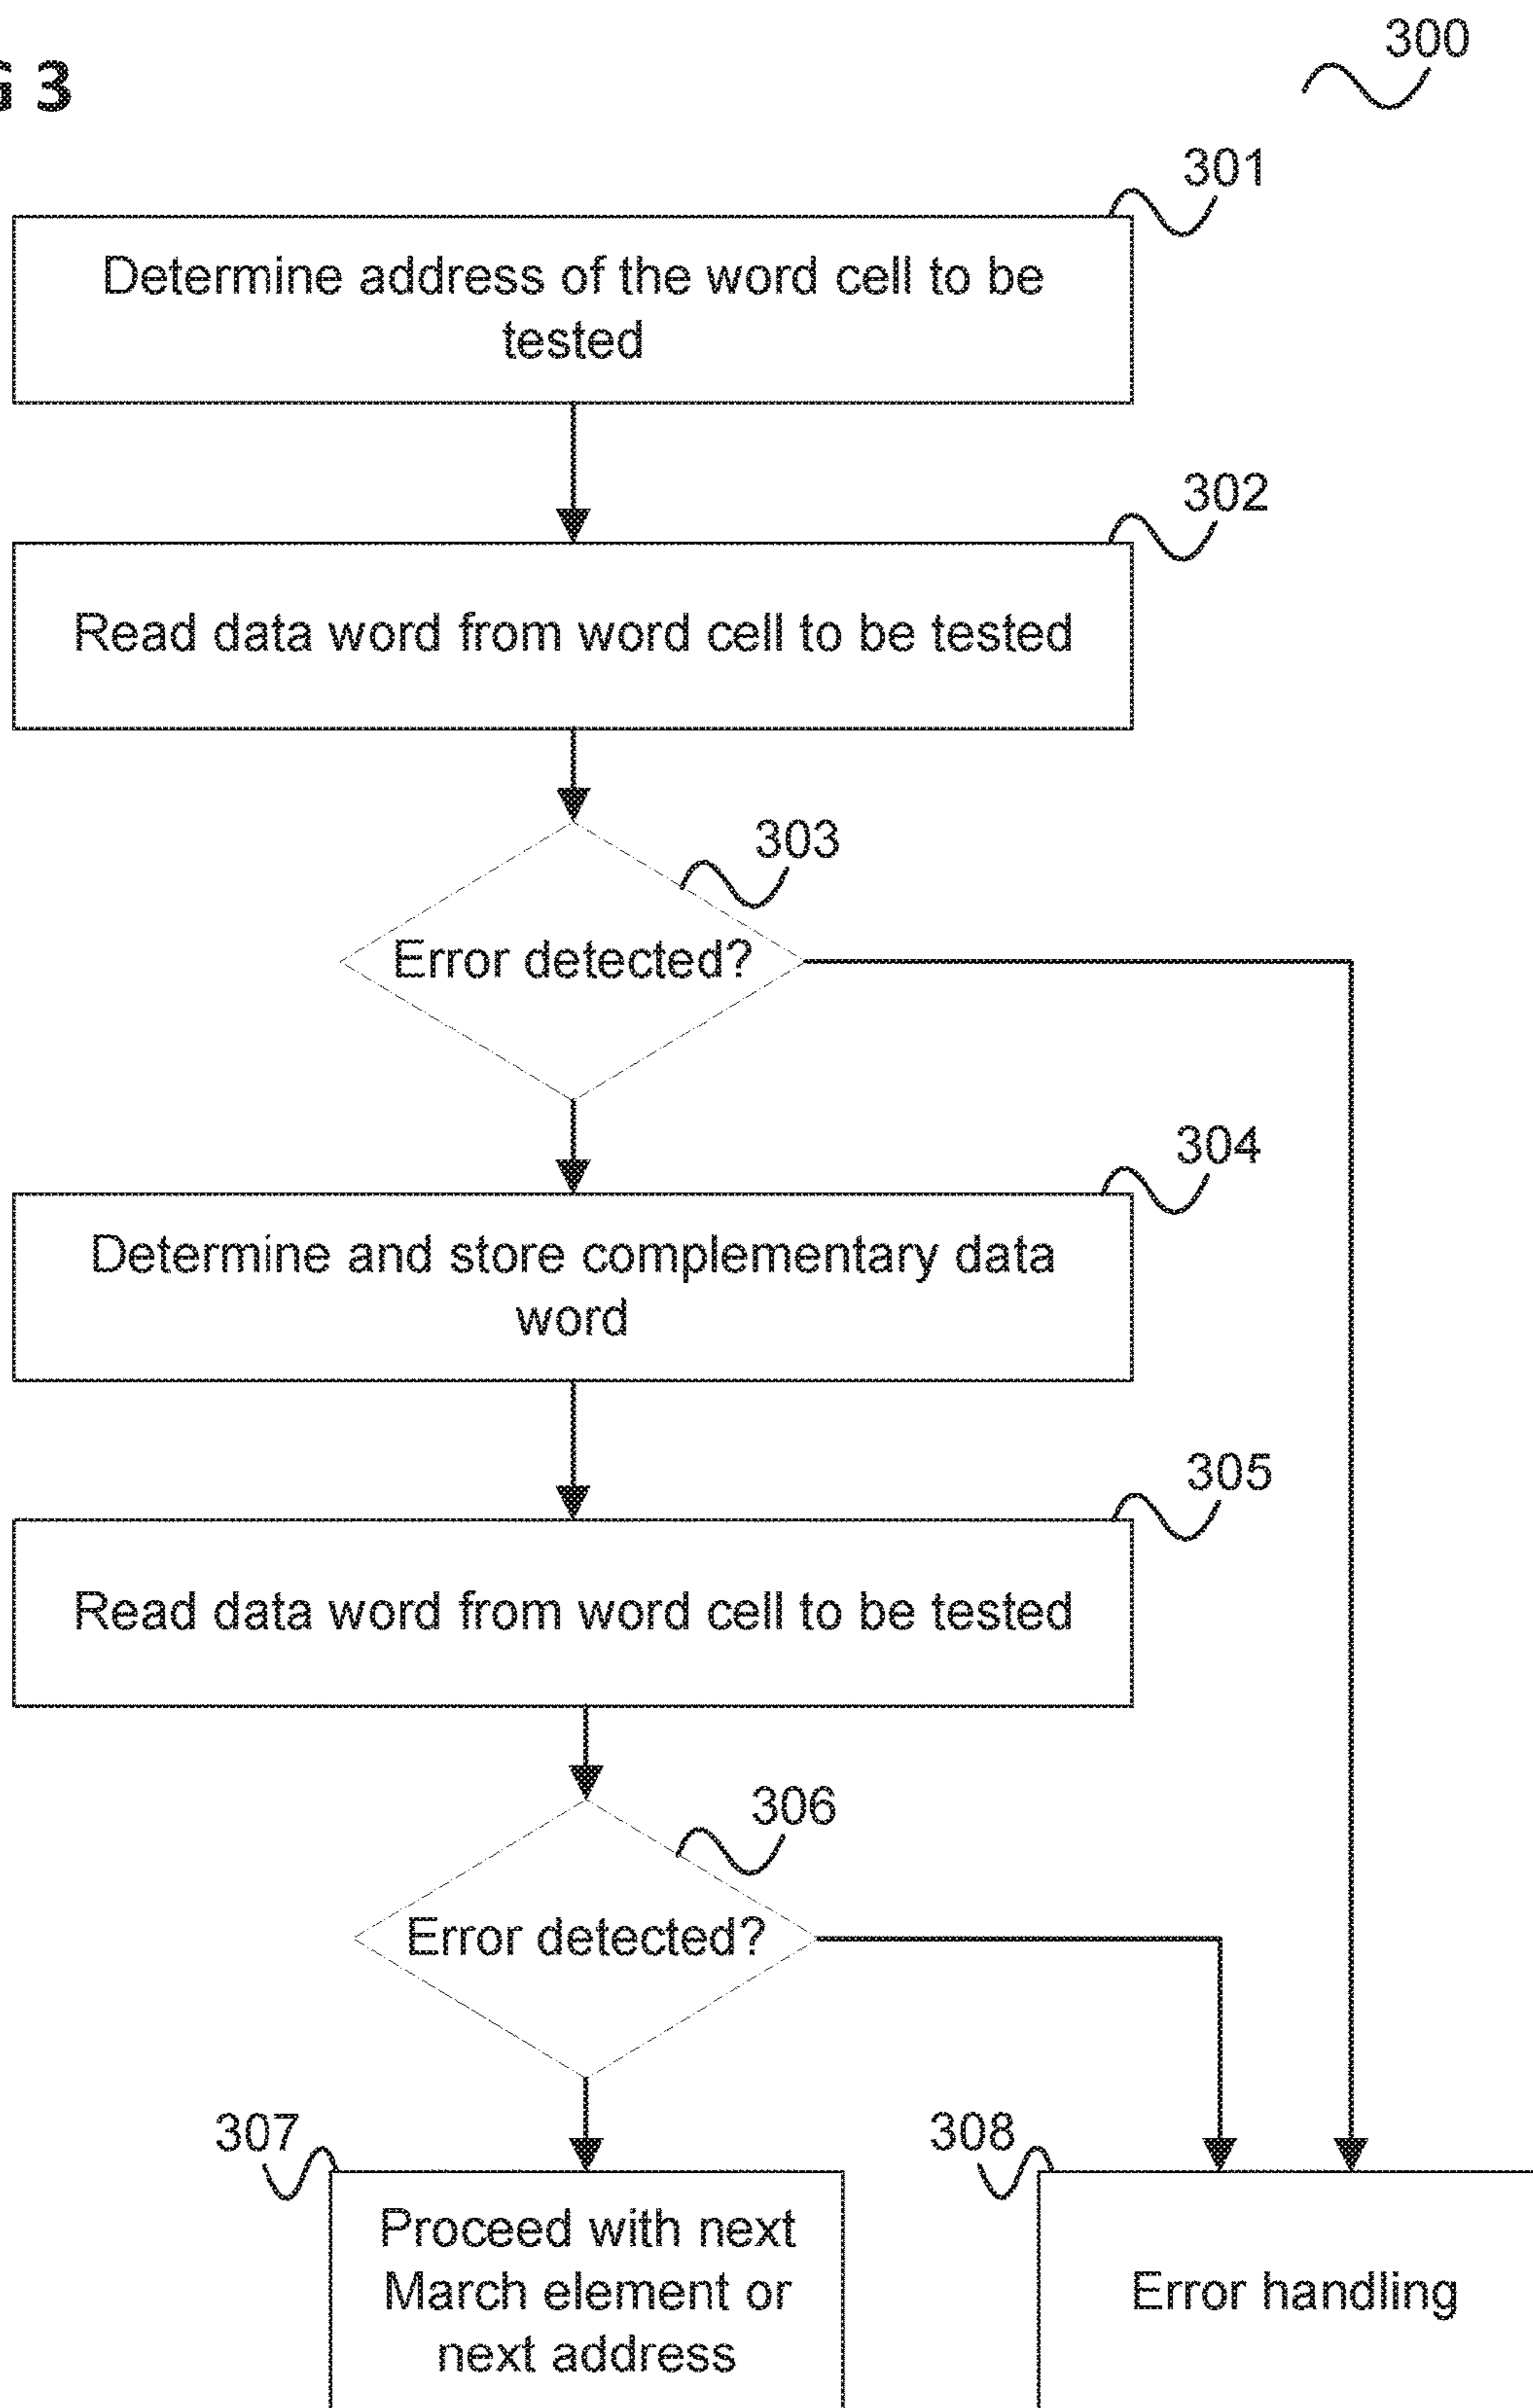 G 3
300
301
Determine address of the word cell to be
tested
302
Read data word from word cell to be tested
303
Error detected?
304
Determine and store complementary data
word
305
Read data word from word cell to be tested
306
Error detected?
307
308
Proceed with next
March element or
next address
Error handling